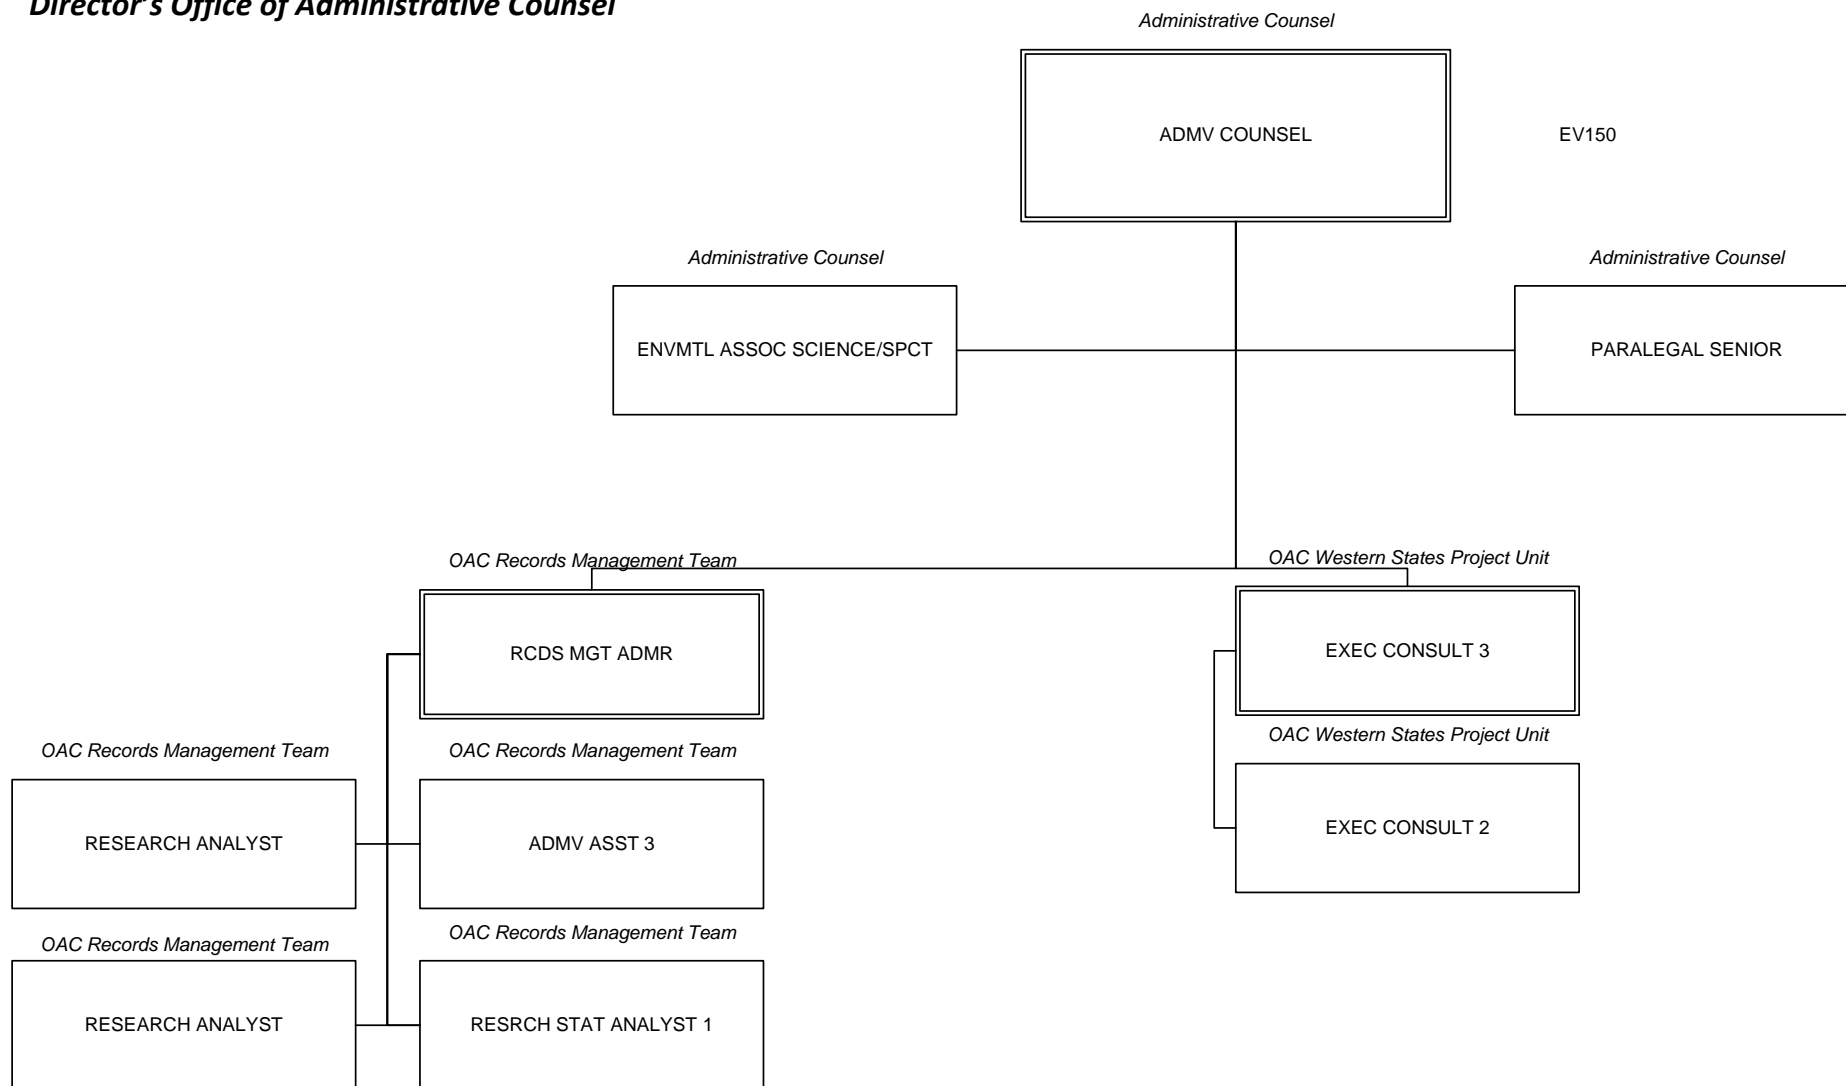 Director's Office of Administrative Counsel
Administrative Counsel
ADMV COUNSEL
EV150
Administrative Counsel
Administrative Counsel
ENVMTL ASSOC SCIENCE/SPCT
PARALEGAL SENIOR
OAC Records Management Team
OAC Western States Project Unit
RCDS MGT ADMR
EXEC CONSULT 3
OAC Records Management Team
OAC Records Management Team
OAC Western States Project Unit
RESEARCH ANALYST
ADMV ASST 3
EXEC CONSULT 2
OAC Records Management Team
OAC Records Management Team
RESEARCH ANALYST
RESRCH STAT ANALYST 1